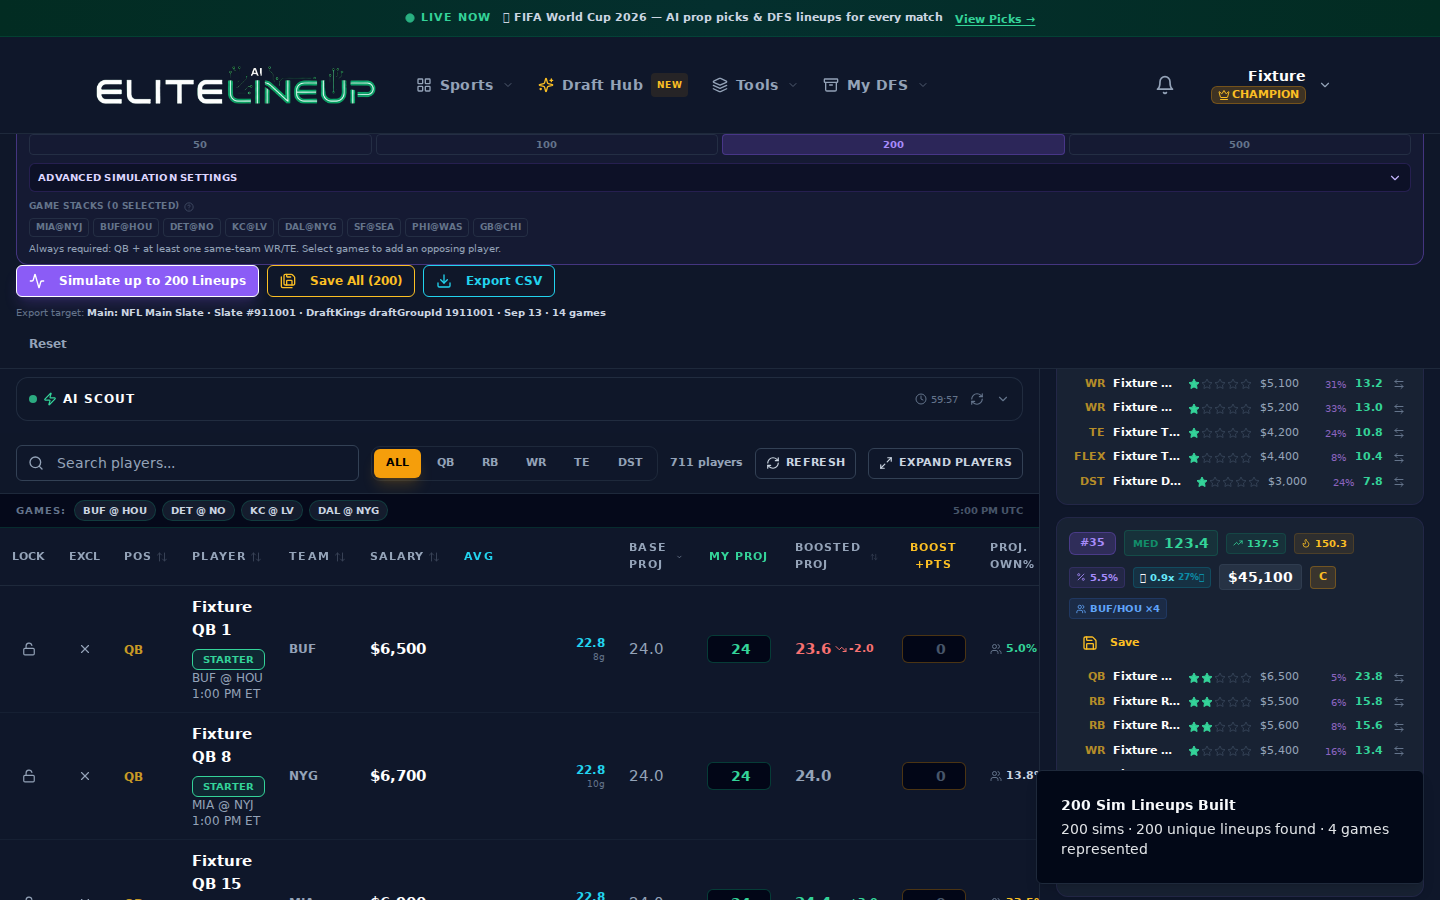 LIVE NOW FIFA World Cup 2026 — AI prop picks & DFS lineups for every match View Picks →
ELITE LINEUP AI
Sports Draft Hub NEW Tools My DFS
Fixture
CHAMPION
50 100 200 500
ADVANCED SIMULATION SETTINGS
GAME STACKS (0 SELECTED)
MIA@NYJ BUF@HOU DET@NO KC@LV DAL@NYG SF@SEA PHI@WAS GB@CHI
Always required: QB + at least one same-team WR/TE. Select games to add an opposing player.
Simulate up to 200 Lineups Save All (200) Export CSV
Export target: Main: NFL Main Slate · Slate #911001 · DraftKings draftGroupId 1911001 · Sep 13 · 14 games
Reset
AI SCOUT 59:57
Search players...
ALL QB RB WR TE DST 711 players REFRESH EXPAND PLAYERS
GAMES: BUF @ HOU DET @ NO KC @ LV DAL @ NYG 5:00 PM UTC
LOCK EXCL POS PLAYER TEAM SALARY AVG BASE PROJ MY PROJ BOOSTED PROJ BOOST +PTS PROJ. OWN%
Fixture
QB 1
QB STARTER BUF $6,500 22.8 24.0 24 23.6 -2.0 0 5.0%
8g
BUF @ HOU
1:00 PM ET
Fixture
QB 8
QB STARTER NYG $6,700 22.8 24.0 24 24.0 0 13.8%
10g
MIA @ NYJ
1:00 PM ET
Fixture
QB 15
22.8
WR Fixture ... $5,100 31% 13.2
WR Fixture ... $5,200 33% 13.0
TE Fixture T... $4,200 24% 10.8
FLEX Fixture T... $4,400 8% 10.4
DST Fixture D... $3,000 24% 7.8
#35 MED 123.4 137.5 150.3
5.5% 0.9x 27% $45,100 C
BUF/HOU ×4
Save
QB Fixture ... $6,500 5% 23.8
RB Fixture R... $5,500 6% 15.8
RB Fixture R... $5,600 8% 15.6
WR Fixture ... $5,400 16% 13.4
200 Sim Lineups Built
200 sims · 200 unique lineups found · 4 games
represented